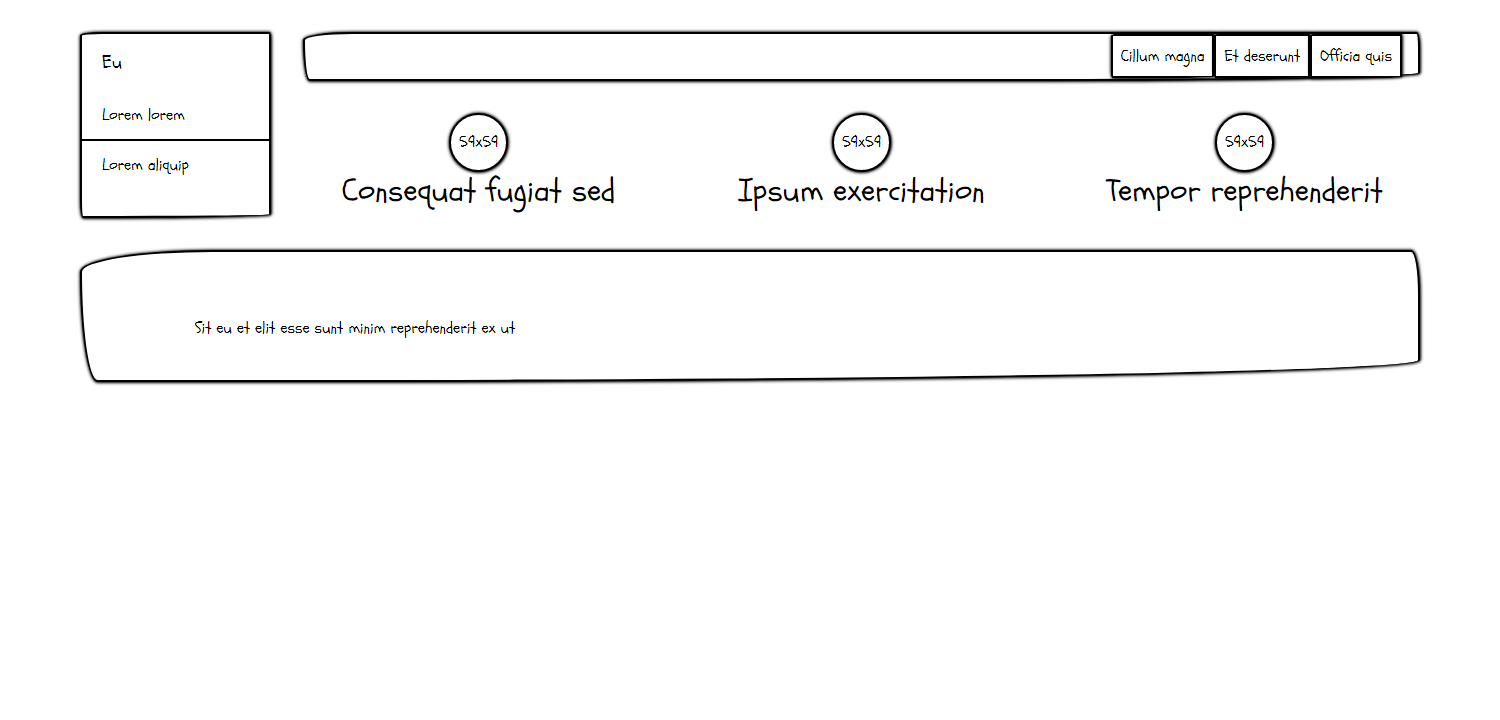 Eu
Lorem lorem
Lorem aliquip
Cillum magna
Et deserunt
Officia quis
59x59
Consequat fugiat sed
59x59
Ipsum exercitation
59x59
Tempor reprehenderit
Sit eu et elit esse sunt minim reprehenderit ex ut